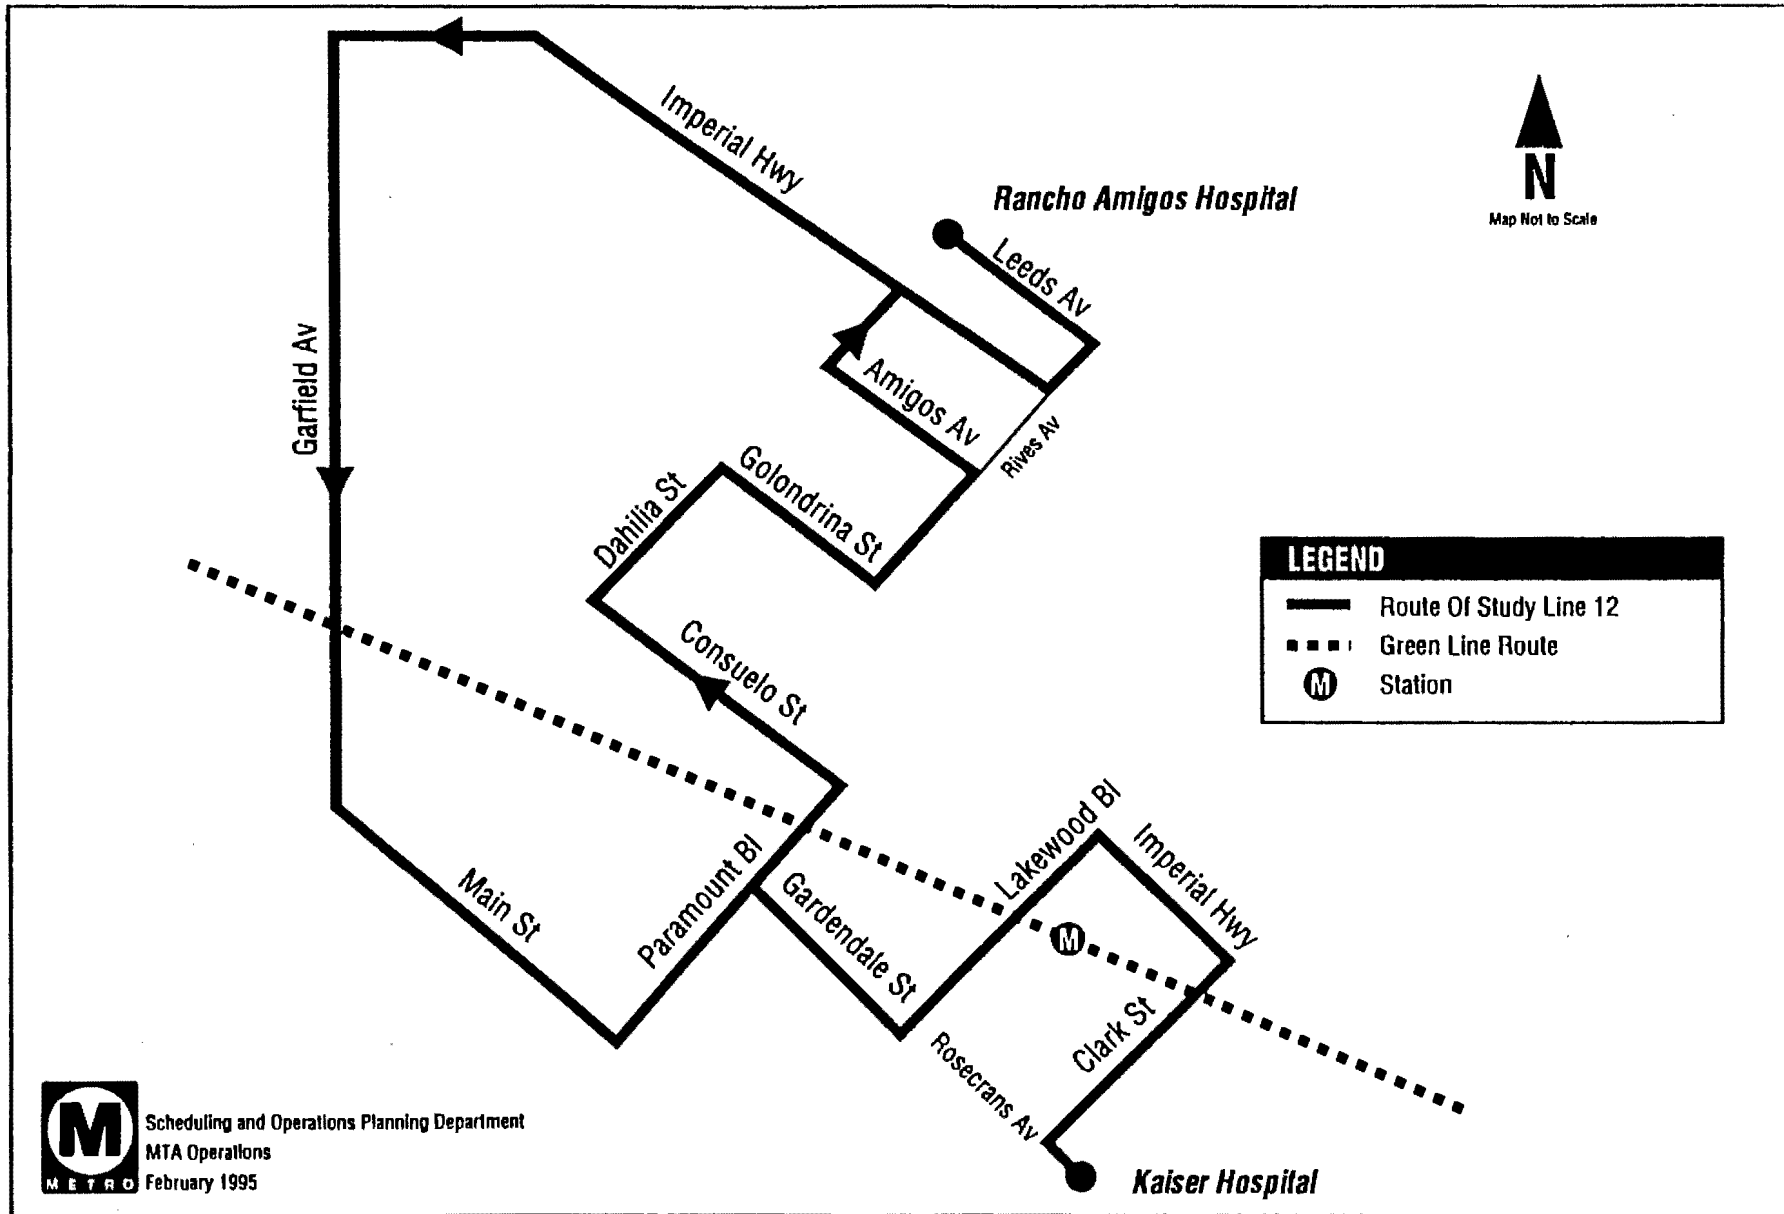 Imperial Hwy
Rancho Amigos Hospital
N
Map Not to Scale
Leeds Av
Garfield Av
Amigos Av
Rives Av
Golondrina St
Dahilia St
Consuelo St
LEGEND
Route Of Study Line 12
Green Line Route
M Station
Lakewood Bl
Imperial Hwy
Paramount Bl
Main St
Gardendale St
M
Clark St
Rosecrans Av
Kaiser Hospital
M
METRO
Scheduling and Operations Planning Department
MTA Operations
February 1995